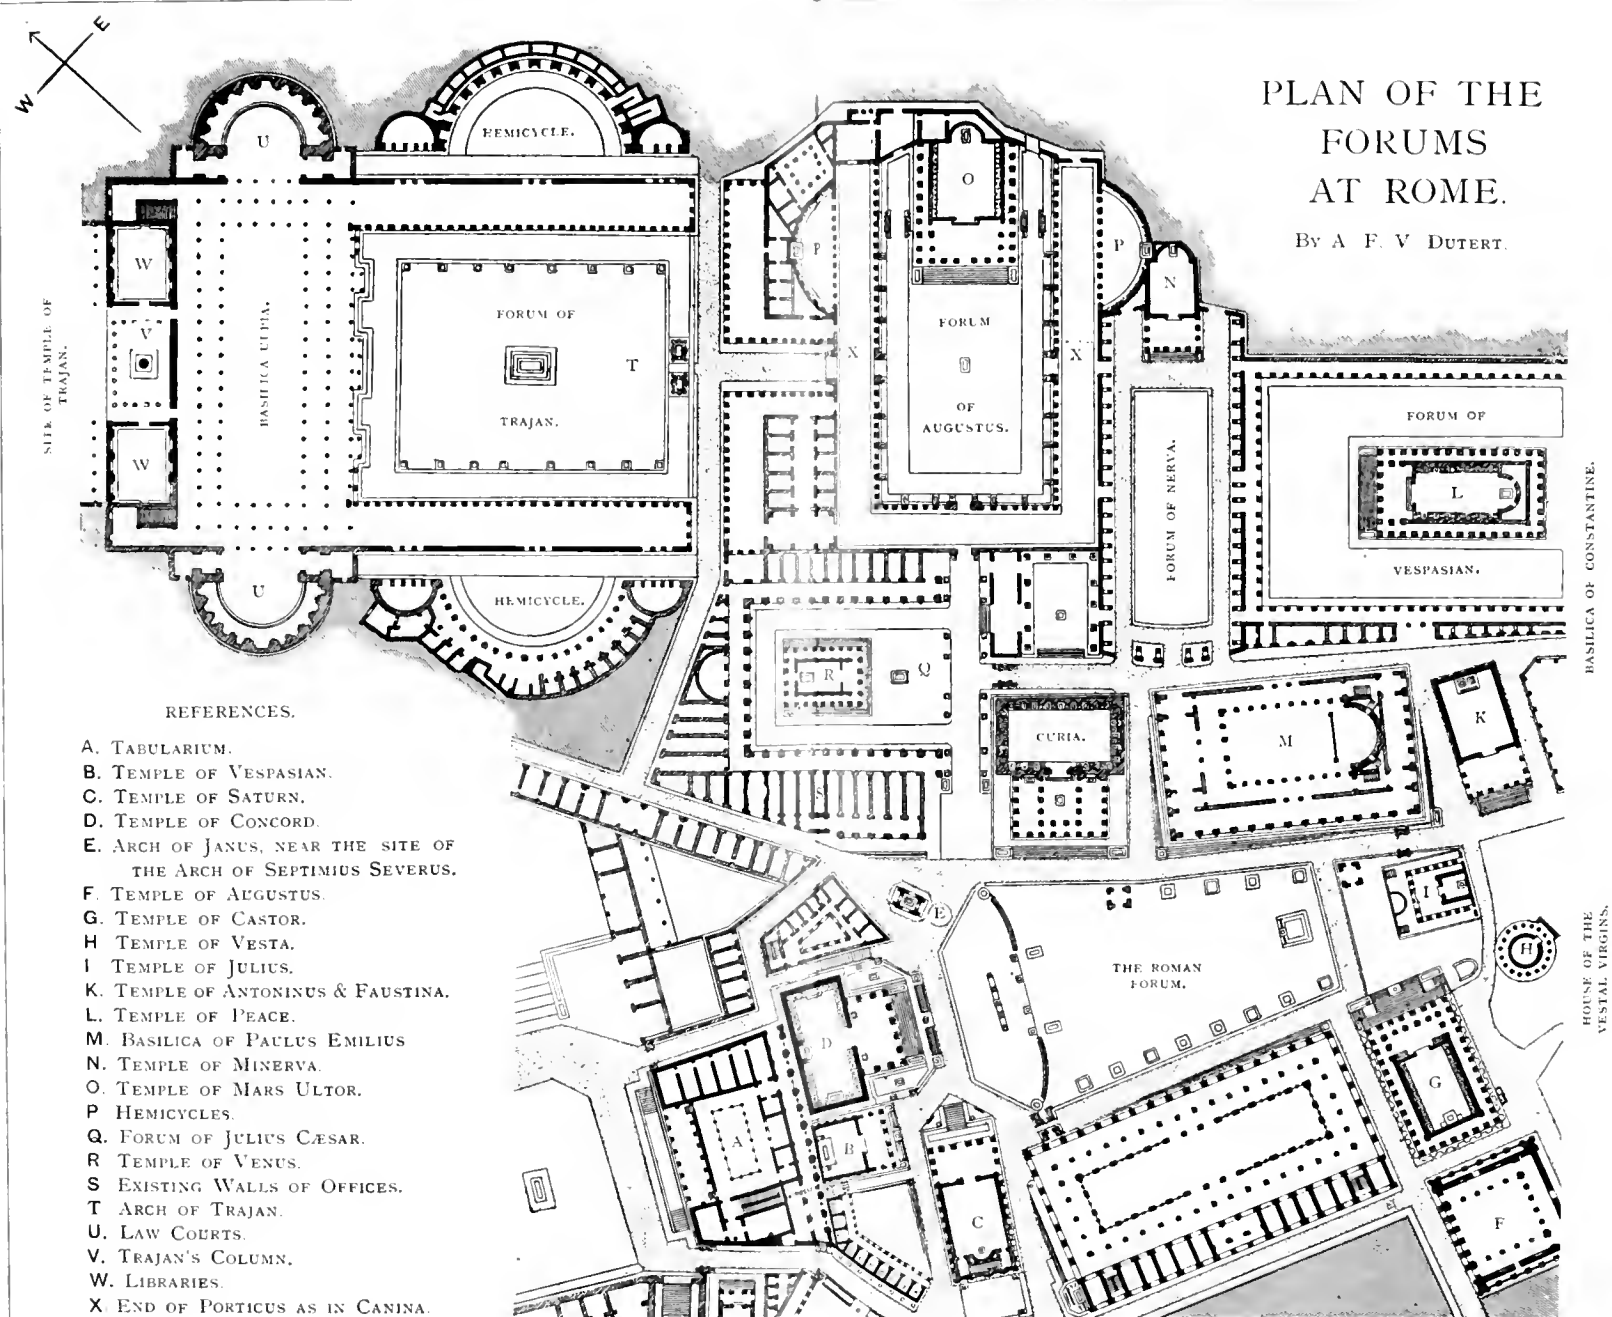 E
W
PLAN OF THE
FORUMS
AT ROME.
By A F. V DUTERT.
U
HEMICYCLE.
O
P
P
N
W
V
W
SITE OF TEMPLE OF
TRAJAN.
BASILICA ULPIA.
FORUM OF
T
TRAJAN.
X
X
FORUM
OF
AUGUSTUS.
FORUM OF NERVA.
FORUM OF
L
VESPASIAN.
BASILICA OF CONSTANTINE.
U
HEMICYCLE.
R
Q
CURIA.
M
K
S
E
I
H
THE ROMAN
FORUM.
HOUSE OF THE
VESTAL VIRGINS.
D
A
B
C
G
F
REFERENCES.
A. TABULARIUM.
B. TEMPLE OF VESPASIAN.
C. TEMPLE OF SATURN.
D. TEMPLE OF CONCORD.
E. ARCH OF JANUS, NEAR THE SITE OF
THE ARCH OF SEPTIMIUS SEVERUS.
F. TEMPLE OF AUGUSTUS.
G. TEMPLE OF CASTOR.
H TEMPLE OF VESTA.
I TEMPLE OF JULIUS.
K. TEMPLE OF ANTONINUS & FAUSTINA.
L. TEMPLE OF PEACE.
M. BASILICA OF PAULUS EMILIUS
N. TEMPLE OF MINERVA.
O. TEMPLE OF MARS ULTOR.
P HEMICYCLES.
Q. FORUM OF JULIUS CÆSAR.
R TEMPLE OF VENUS.
S EXISTING WALLS OF OFFICES.
T ARCH OF TRAJAN.
U. LAW COURTS.
V. TRAJAN'S COLUMN.
W. LIBRARIES.
X. END OF PORTICUS AS IN CANINA.